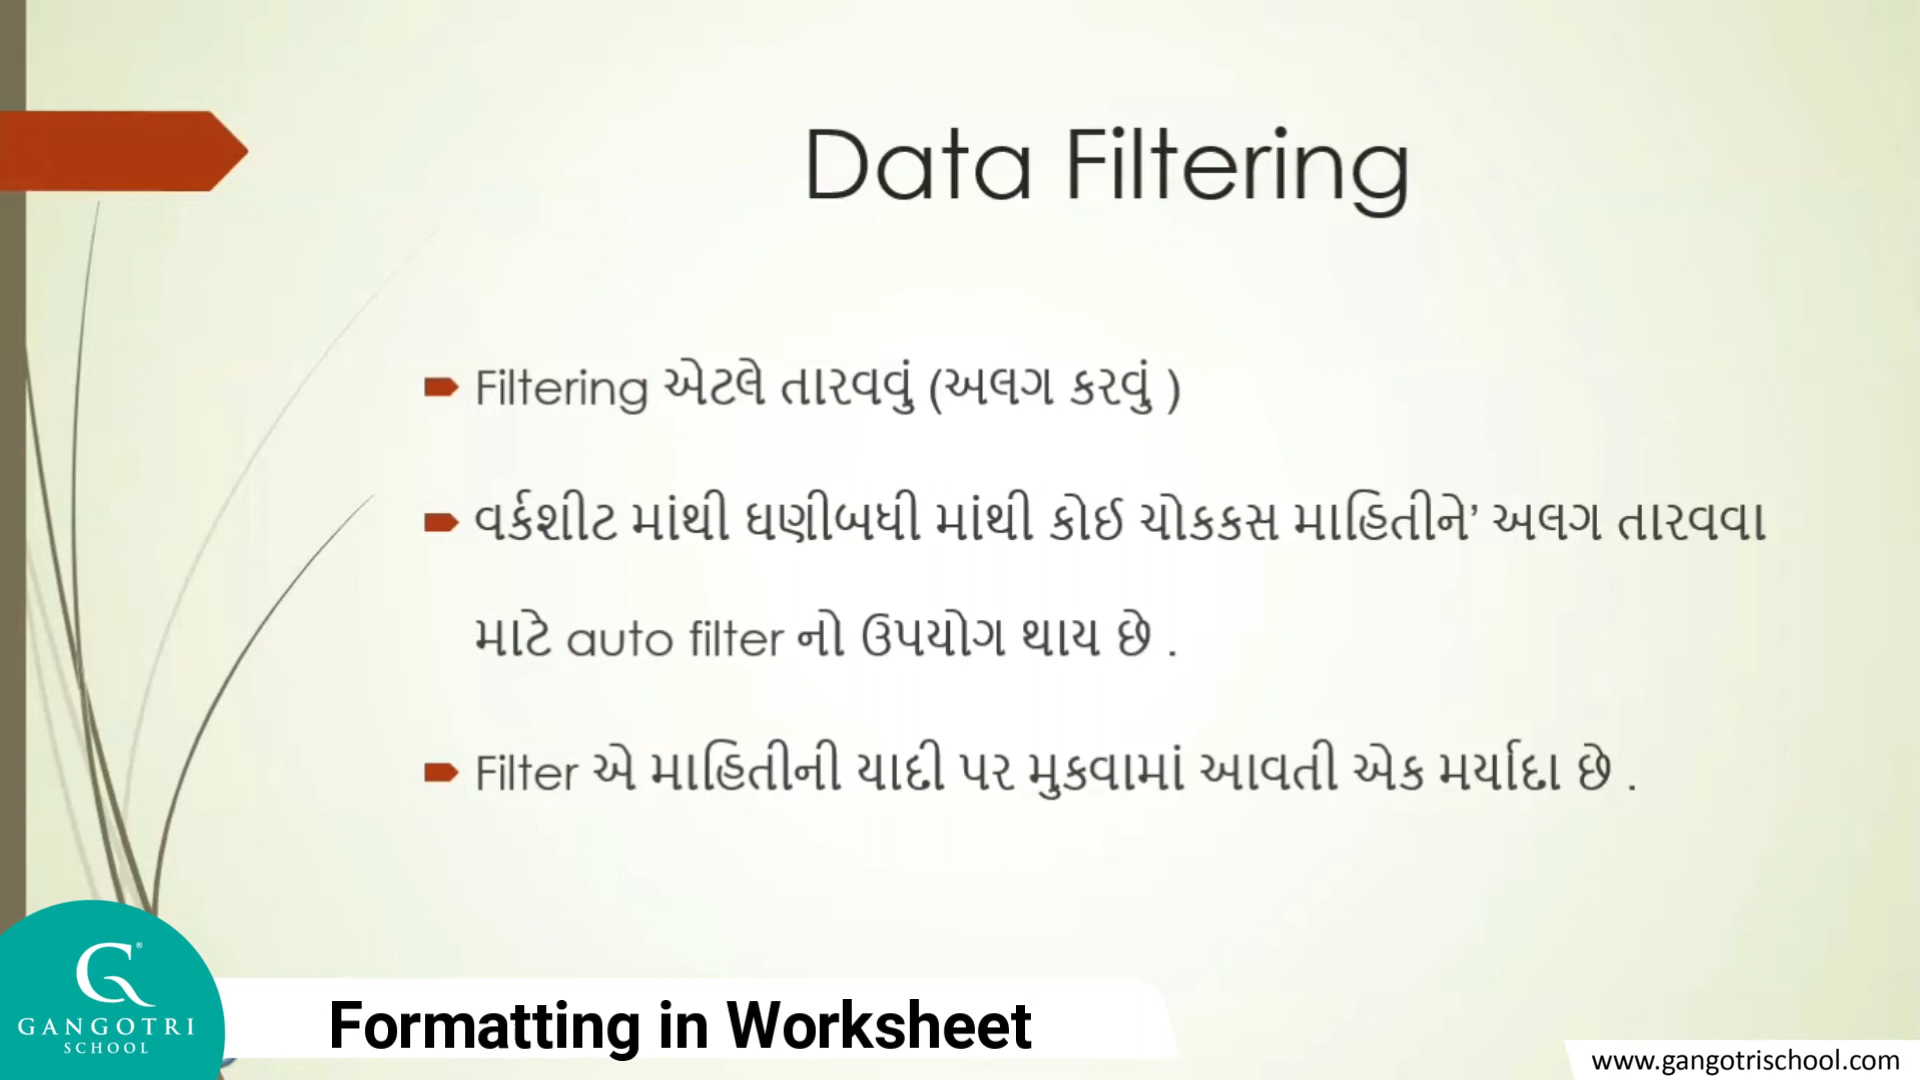 Data Filtering
Filtering એટલે તારવવું (અલગ કરવું )
વર્કશીટ માંથી ઘણીબધી માંથી કોઈ ચોકકસ માહિતીને’ અલગ તારવવા
માટે auto filter નો ઉપયોગ થાય છે .
Filter એ માહિતીની યાદી પર મુકવામાં આવતી એક મર્યાદા છે .
GANGOTRI
SCHOOL
Formatting in Worksheet
www.gangotrischool.com